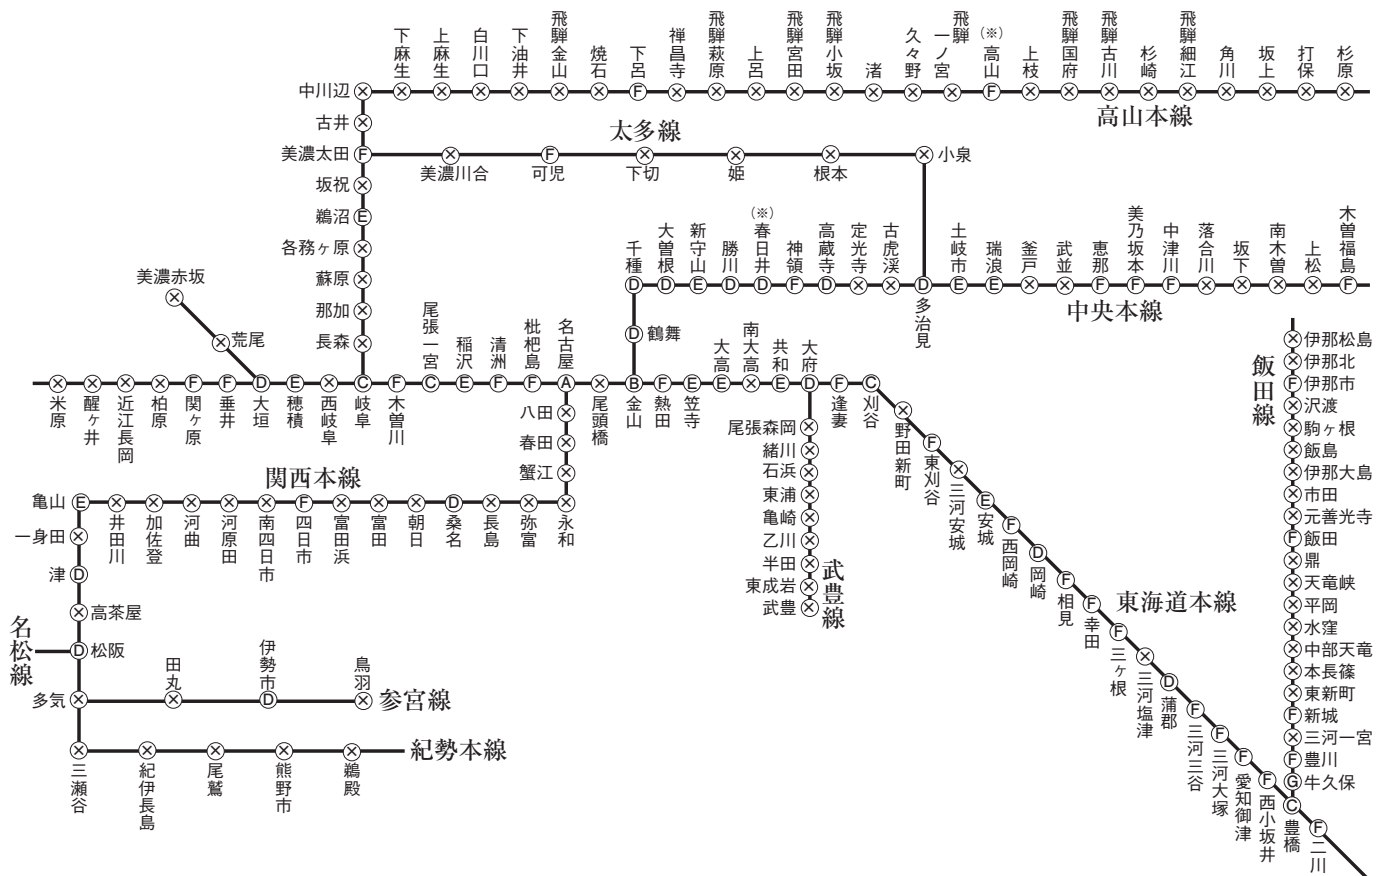 下麻生
上麻生
白川口
下油井
飛騨金山
焼石
下呂
禅昌寺
飛騨萩原
上呂
飛騨宮田
飛騨小坂
渚
久々野
飛騨一ノ宮
(※)
高山
上枝
飛騨国府
飛騨古川
杉崎
飛騨細江
角川
坂上
打保
杉原
中川辺 ×
× × × × × × F × × × × × × × × F × × × × × × × × ×
高山本線
古井 ×
太多線
美濃太田 F
× F × × × ×
小泉
美濃川合
可児
下切
姫
根本
坂祝 ×
鵜沼 E
各務ヶ原 ×
蘇原 ×
那加 ×
長森 ×
美濃赤坂
×
× 荒尾
千種
大曽根
新守山
勝川
(※)
春日井
神領
高蔵寺
定光寺
古虎渓
土岐市
瑞浪
釜戸
武並
恵那
美乃坂本
中津川
落合川
坂下
南木曽
上松
木曽福島
D D E D D F D × × D E E × × F F F × × × × F
多治見
中央本線
D 鶴舞
尾張一宮
稲沢
清洲
枇杷島
名古屋
大高
南大高
共和
大府
× × × × F F D E × C F C E F F A × B F E E × E D F C
米原
醒ヶ井
近江長岡
柏原
関ヶ原
垂井
大垣
穂積
西岐阜
岐阜
木曽川
尾頭橋
金山
熱田
笠寺
逢妻
刈谷
八田 ×
春田 ×
蟹江 ×
関西本線
亀山 E
× × × × × F × × × D × × ×
井田川
加佐登
河曲
河原田
南四日市
四日市
富田浜
富田
朝日
桑名
長島
弥富
永和
一身田 ×
津 D
× 高茶屋
名松線
D 松阪
多気 ×
田丸
伊勢市
鳥羽
× D ×
参宮線
× × × × ×
紀勢本線
三瀬谷
紀伊長島
尾鷲
熊野市
鵜殿
尾張森岡 ×
緒川 ×
石浜 ×
東浦 ×
亀崎 ×
乙川 ×
半田 ×
東成岩 ×
武豊 ×
武豊線
× 野田新町
F 東刈谷
× 三河安城
E 安城
F 西岡崎
D 岡崎
F 相見
F 幸田
F 三ヶ根
× 三河塩津
D 蒲郡
F 三河三谷
F 三河大塚
F 愛知御津
F 西小坂井
C 豊橋
F 二川
東海道本線
飯田線
× 伊那松島
× 伊那北
F 伊那市
× 沢渡
× 駒ヶ根
× 飯島
× 伊那大島
× 市田
× 元善光寺
F 飯田
× 鼎
× 天竜峡
× 平岡
× 水窪
× 中部天竜
× 本長篠
× 東新町
F 新城
× 三河一宮
F 豊川
G 牛久保